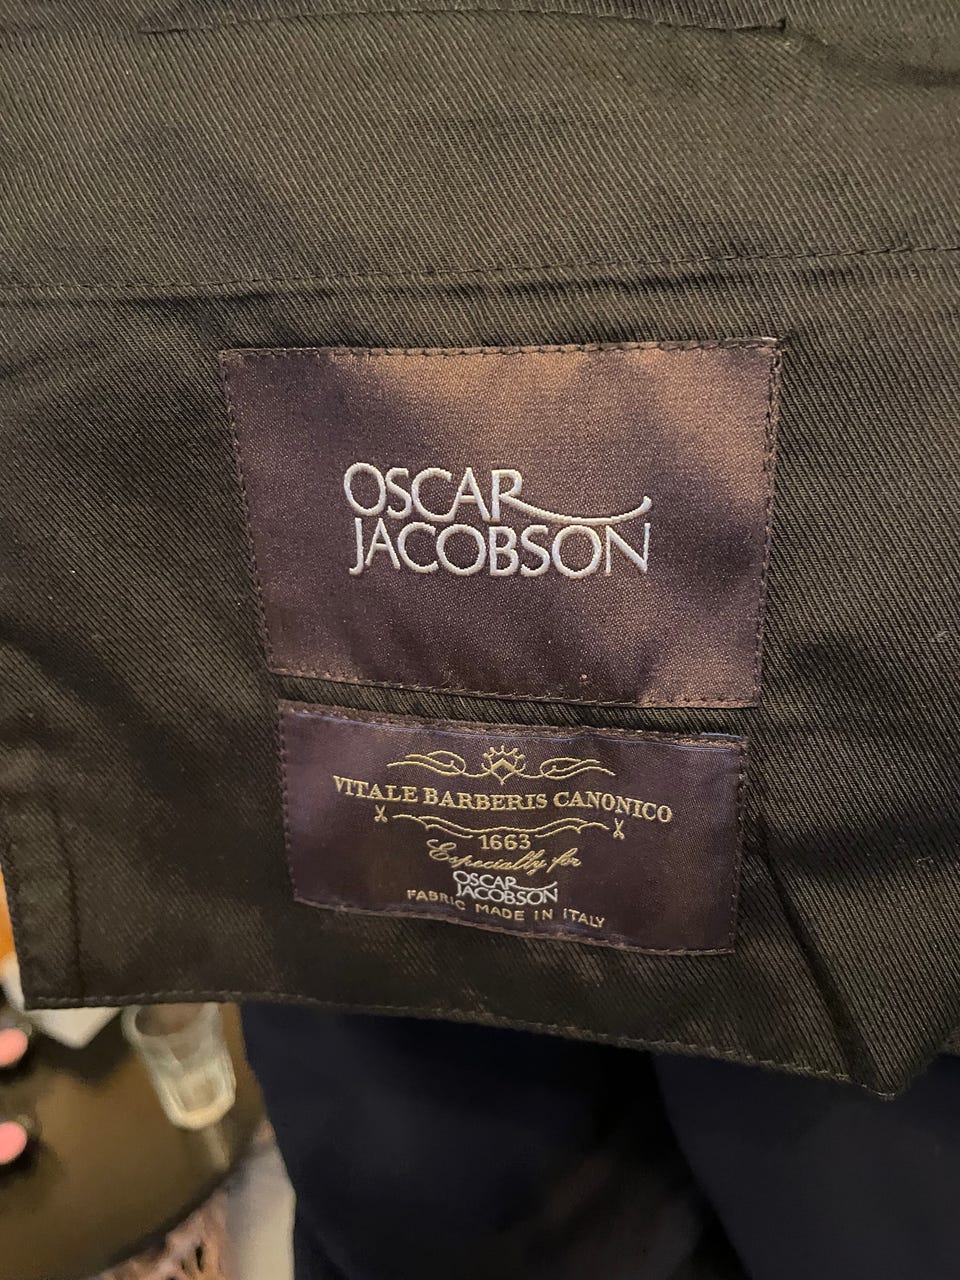 OSCAR
JACOBSON
VITALE BARBERIS CANONICO
1663
Especially for
OSCAR
JACOBSON
FABRIC MADE IN ITALY